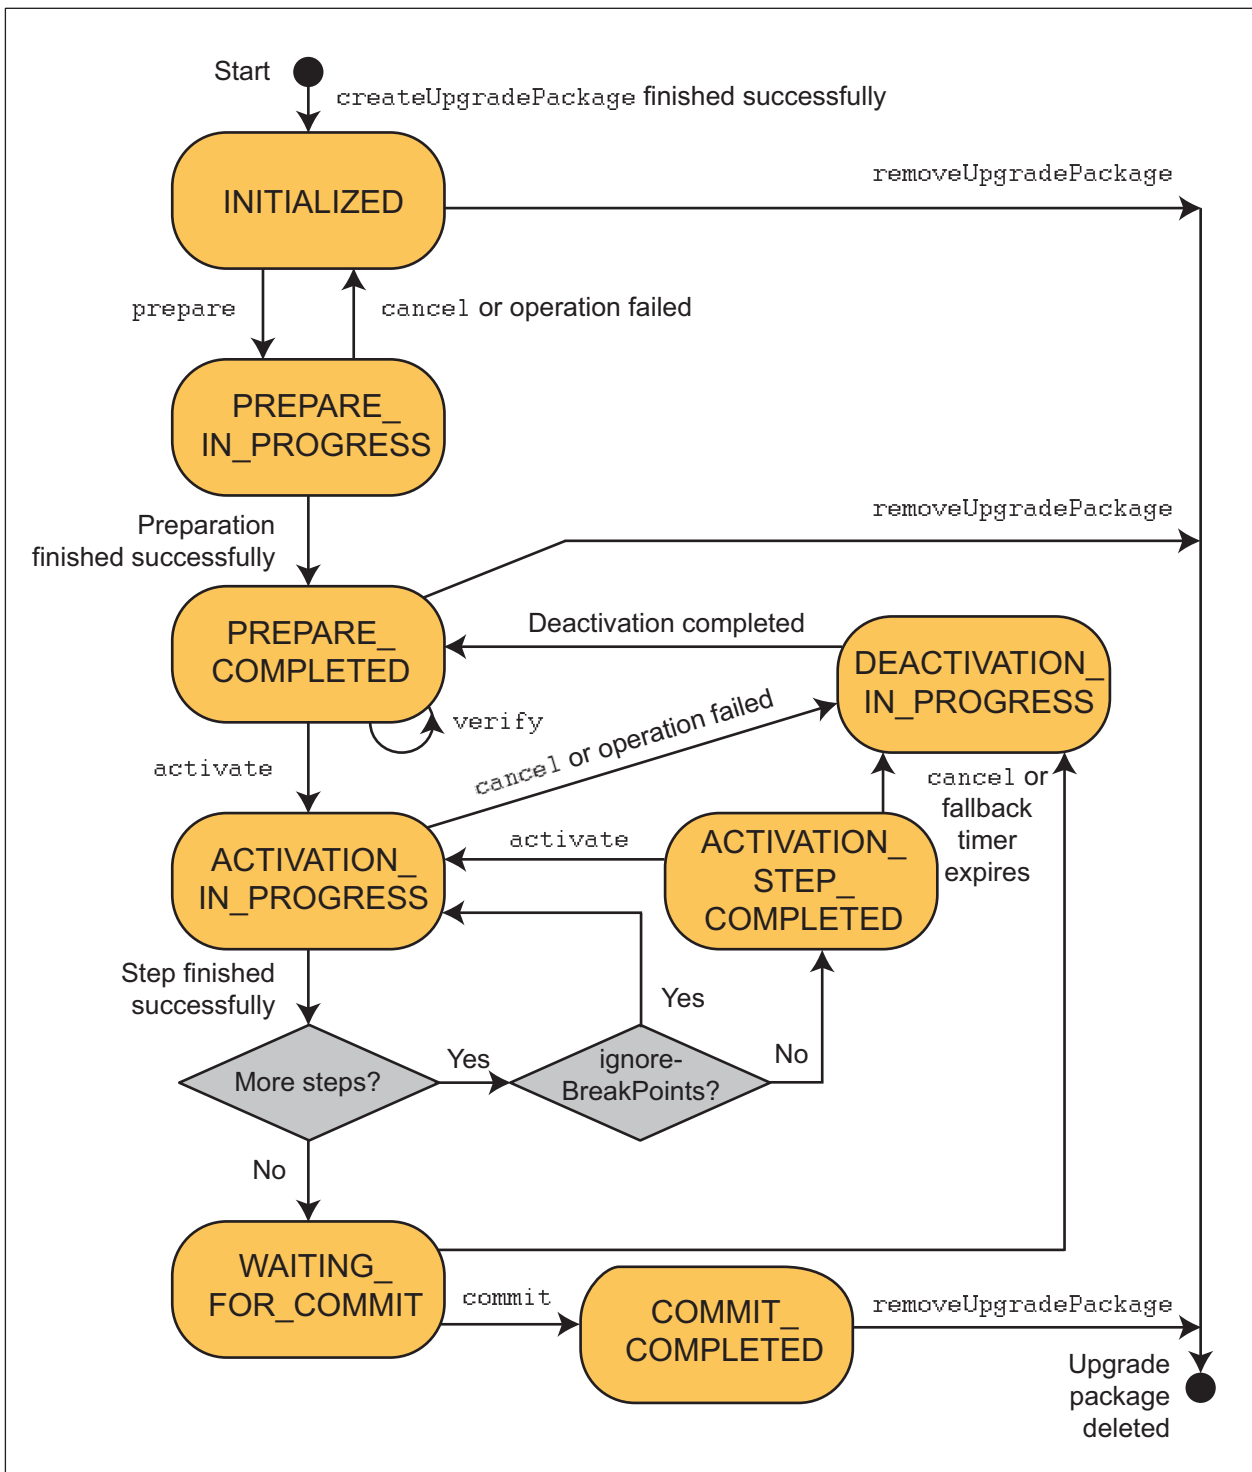 Start
createUpgradePackage finished successfully
INITIALIZED
removeUpgradePackage
prepare
cancel or operation failed
PREPARE_
IN_PROGRESS
Preparation
finished successfully
removeUpgradePackage
PREPARE_
COMPLETED
Deactivation completed
DEACTIVATION_
IN_PROGRESS
verify
cancel or operation failed
activate
cancel or
fallback
timer
expires
ACTIVATION_
IN_PROGRESS
activate
ACTIVATION_
STEP_
COMPLETED
Step finished
successfully
Yes
More steps?
Yes
ignore-
BreakPoints?
No
No
WAITING_
FOR_COMMIT
commit
COMMIT_
COMPLETED
removeUpgradePackage
Upgrade
package
deleted